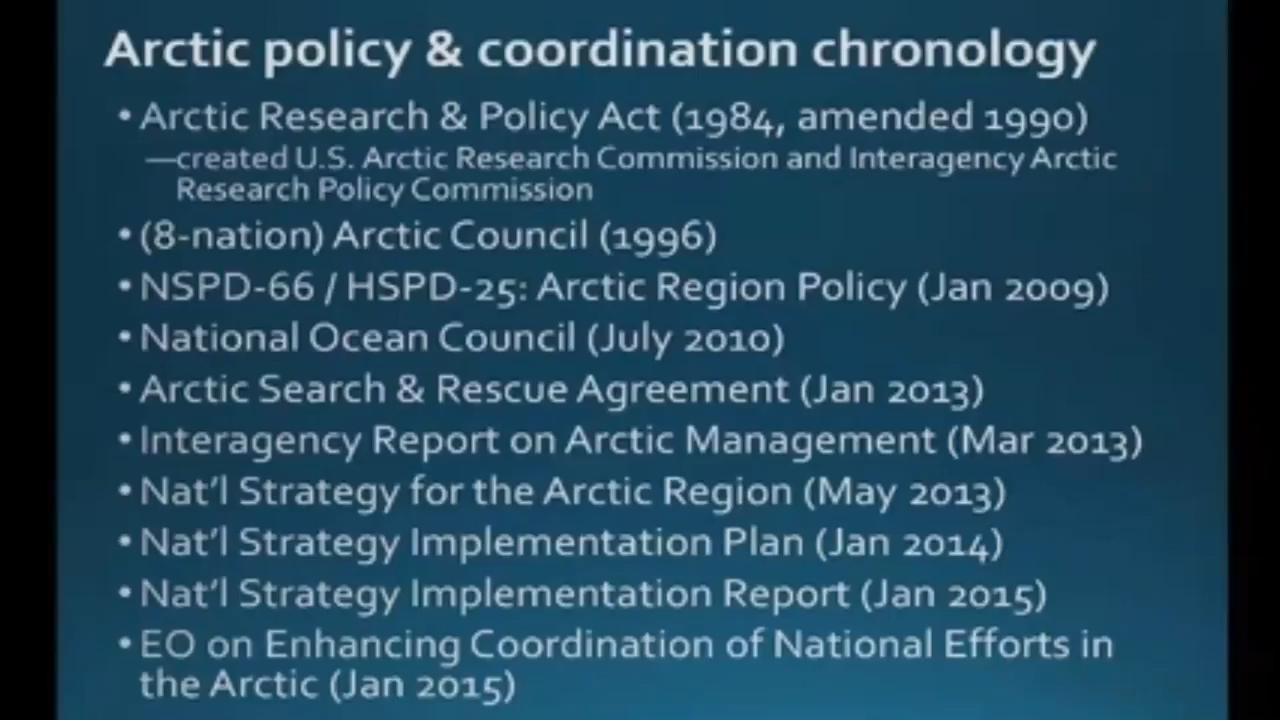 Arctic policy & coordination chronology
• Arctic Research & Policy Act (1984, amended 1990)
—created U.S. Arctic Research Commission and Interagency Arctic
Research Policy Commission
• (8-nation) Arctic Council (1996)
• NSPD-66 / HSPD-25: Arctic Region Policy (Jan 2009)
• National Ocean Council (July 2010)
• Arctic Search & Rescue Agreement (Jan 2013)
• Interagency Report on Arctic Management (Mar 2013)
• Nat'l Strategy for the Arctic Region (May 2013)
• Nat'l Strategy Implementation Plan (Jan 2014)
• Nat'l Strategy Implementation Report (Jan 2015)
• EO on Enhancing Coordination of National Efforts in
the Arctic (Jan 2015)